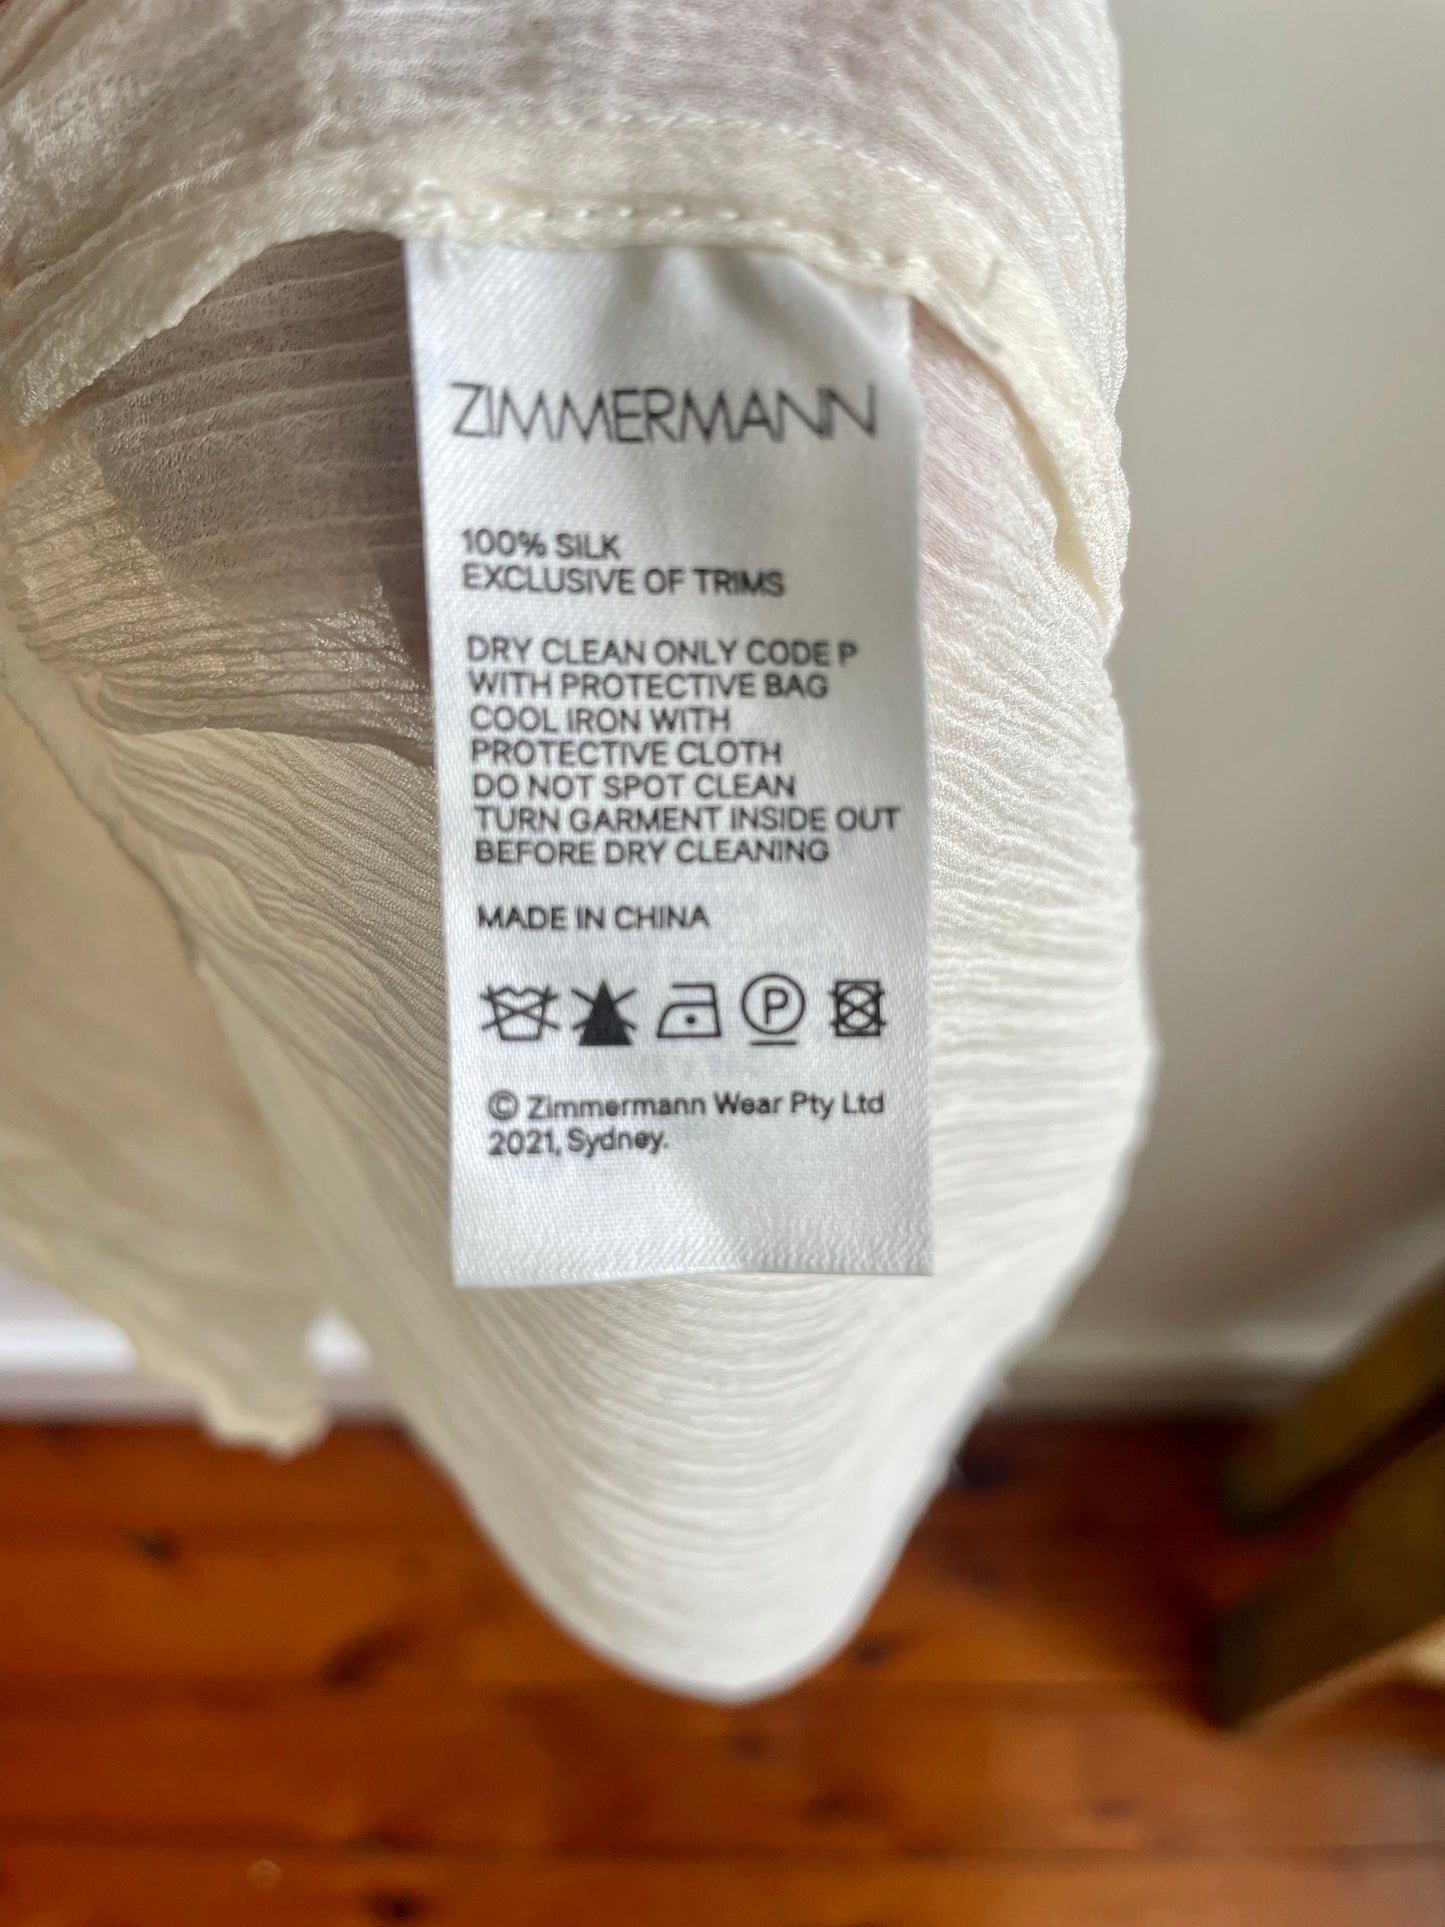 ZIMMERMANN
100% SILK
EXCLUSIVE OF TRIMS
DRY CLEAN ONLY CODE P
WITH PROTECTIVE BAG
COOL IRON WITH
PROTECTIVE CLOTH
DO NOT SPOT CLEAN
TURN GARMENT INSIDE OUT
BEFORE DRY CLEANING
MADE IN CHINA
P
© Zimmermann Wear Pty Ltd
2021, Sydney.